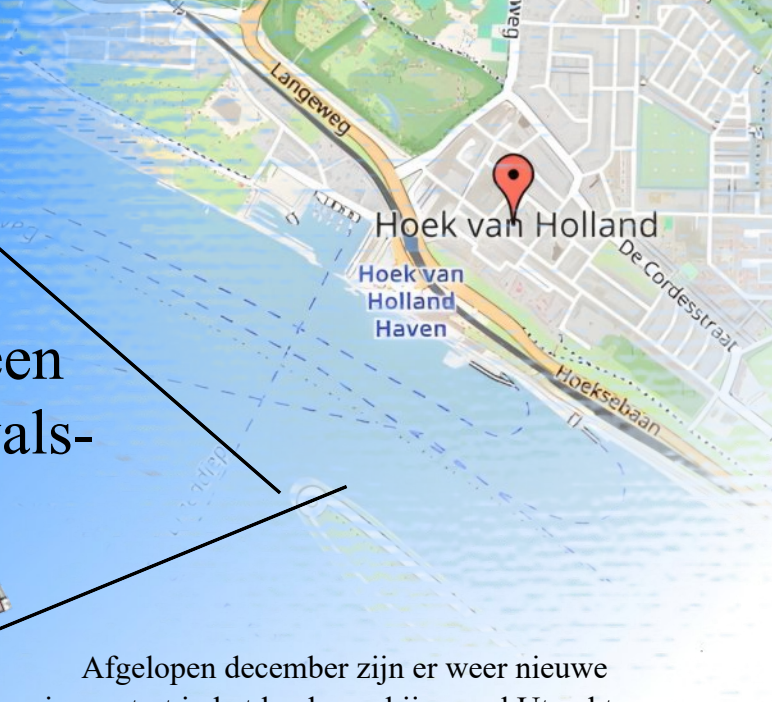 weg
Langeweg
Hoek van Holland
De Cordesstraat
Hoek van
Holland
Haven
Hoeksebaan
een
als-
Afgelopen december zijn er weer nieuwe